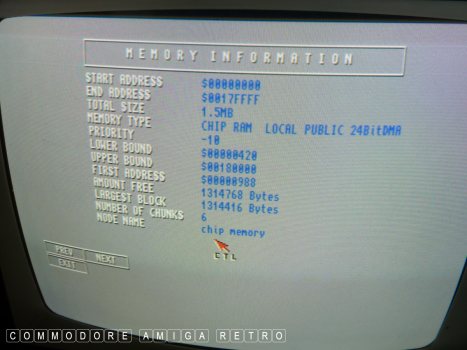 MEMORY INFORMATION
START ADDRESS $00000000
END ADDRESS $0017FFFF
TOTAL SIZE 1.5MB
MEMORY TYPE CHIP RAM LOCAL PUBLIC 24BitDMA
PRIORITY -10
LOWER BOUND $00000420
UPPER BOUND $00180000
FIRST ADDRESS $00000988
AMOUNT FREE 1314768 Bytes
LARGEST BLOCK 1314416 Bytes
NUMBER OF CHUNKS 6
NODE NAME chip memory
PREV NEXT
EXIT
CTL
COMMODORE AMIGA RETRO